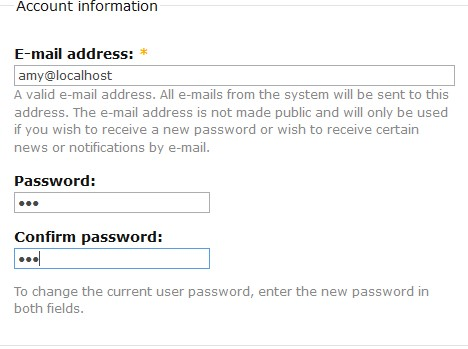 Account information
E-mail address: *
amy@localhost
A valid e-mail address. All e-mails from the system will be sent to this
address. The e-mail address is not made public and will only be used
if you wish to receive a new password or wish to receive certain
news or notifications by e-mail.
Password:
•••
Confirm password:
•••
To change the current user password, enter the new password in
both fields.